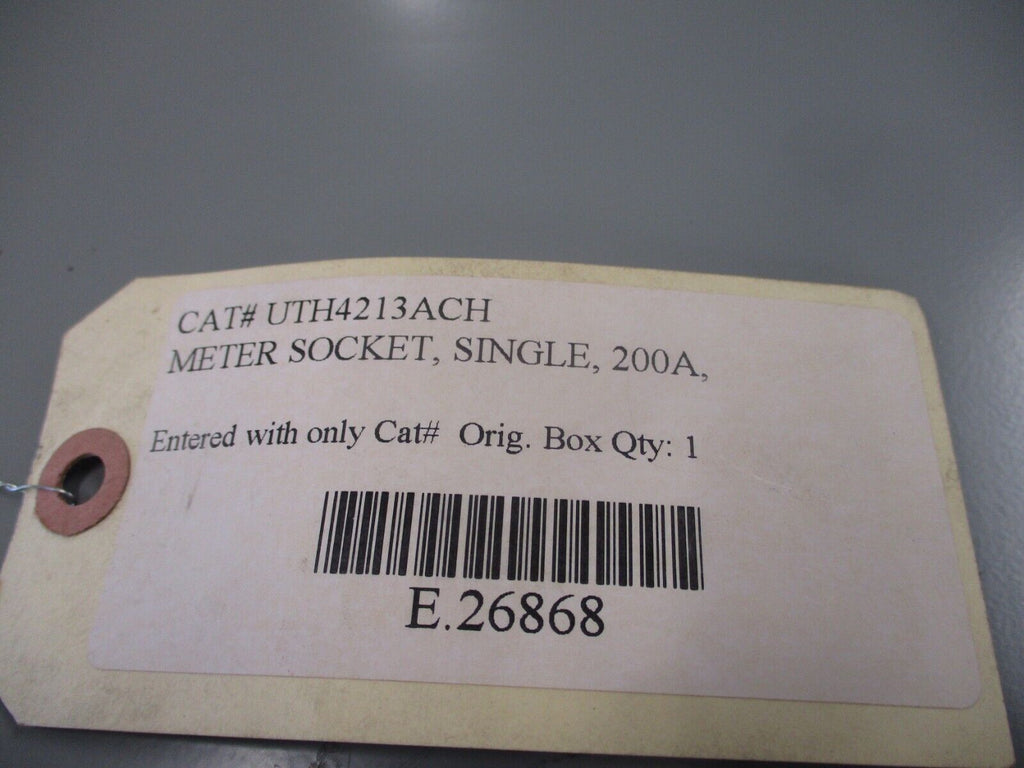 CAT# UTH4213ACH
METER SOCKET, SINGLE, 200A,
Entered with only Cat# Orig. Box Qty: 1
E.26868